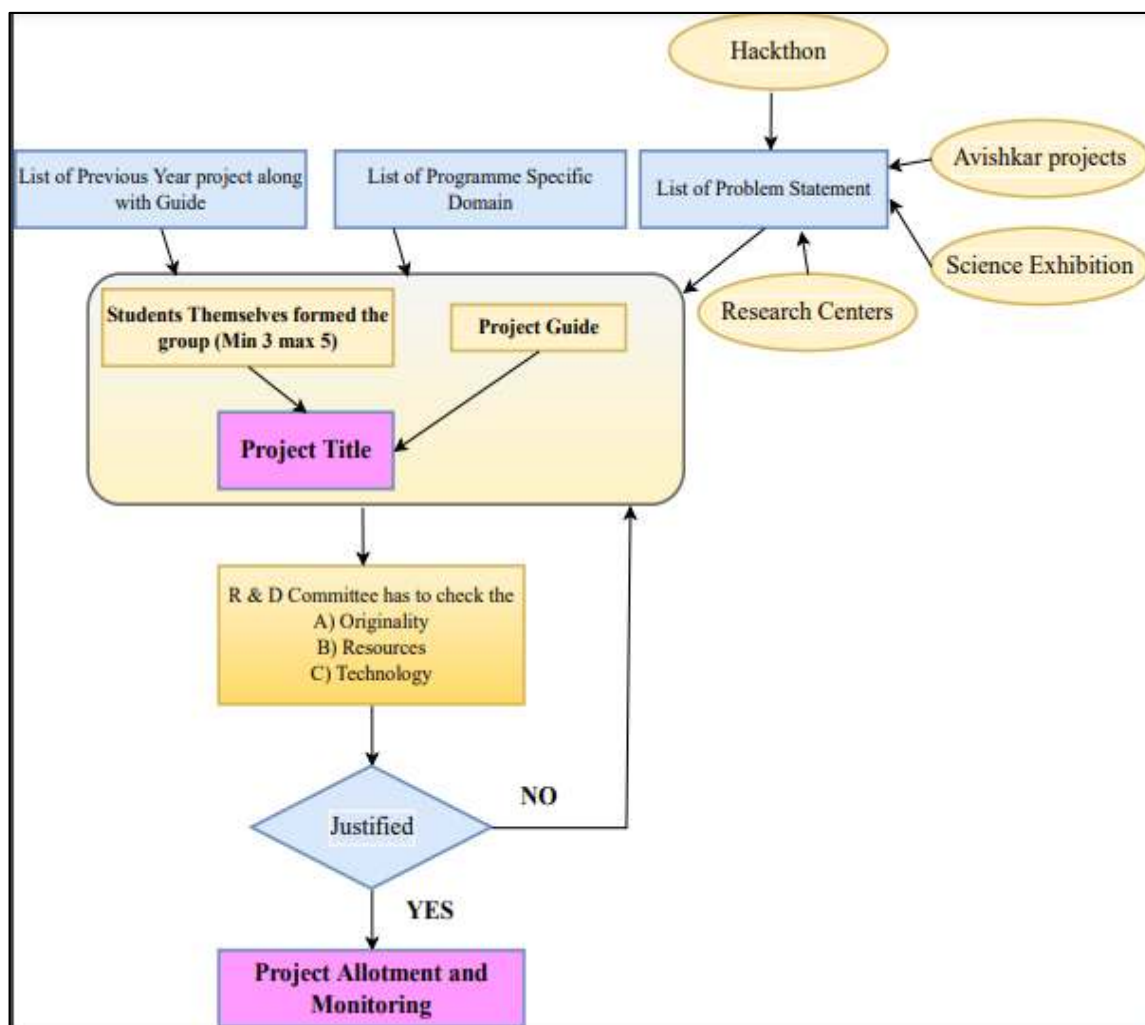 Hackthon
List of Previous Year project along
with Guide
List of Programme Specific
Domain
List of Problem Statement
Avishkar projects
Science Exhibition
Research Centers
Students Themselves formed the
group (Min 3 max 5)
Project Guide
Project Title
R & D Committee has to check the
A) Originality
B) Resources
C) Technology
Justified
NO
YES
Project Allotment and
Monitoring